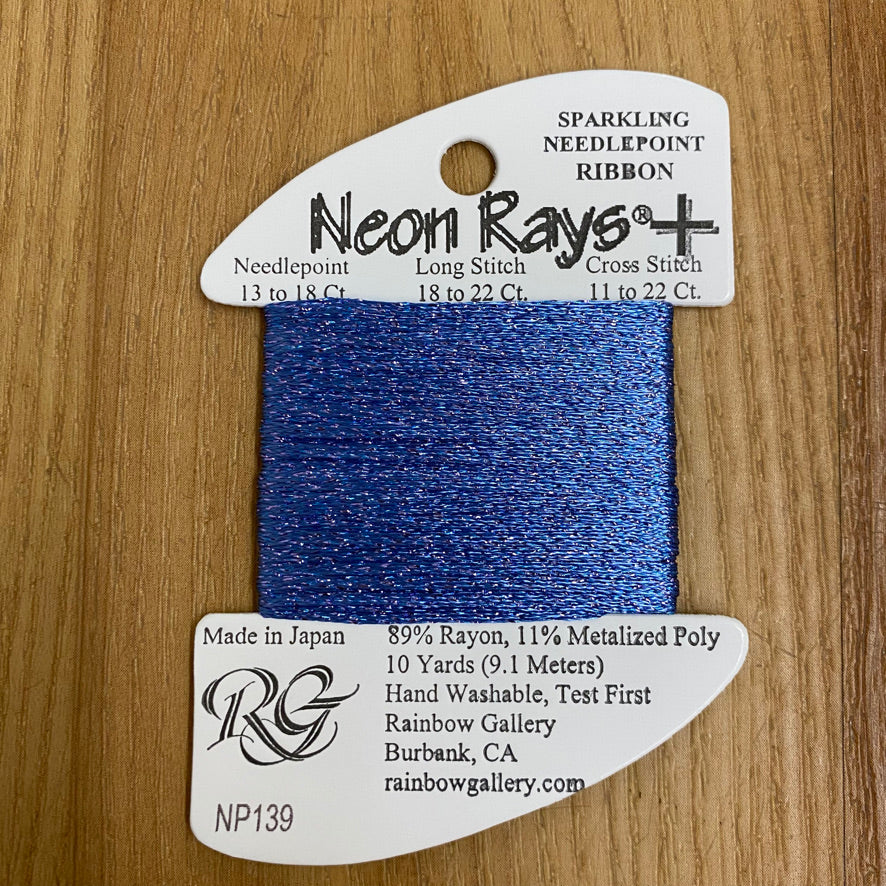 SPARKLING
NEEDLEPOINT
RIBBON
Neon Rays®+
Needlepoint Long Stitch Cross Stitch
13 to 18 Ct. 18 to 22 Ct. 11 to 22 Ct.
Made in Japan
89% Rayon, 11% Metalized Poly
10 Yards (9.1 Meters)
Hand Washable, Test First
Rainbow Gallery
Burbank, CA
rainbowgallery.com
RG
NP139